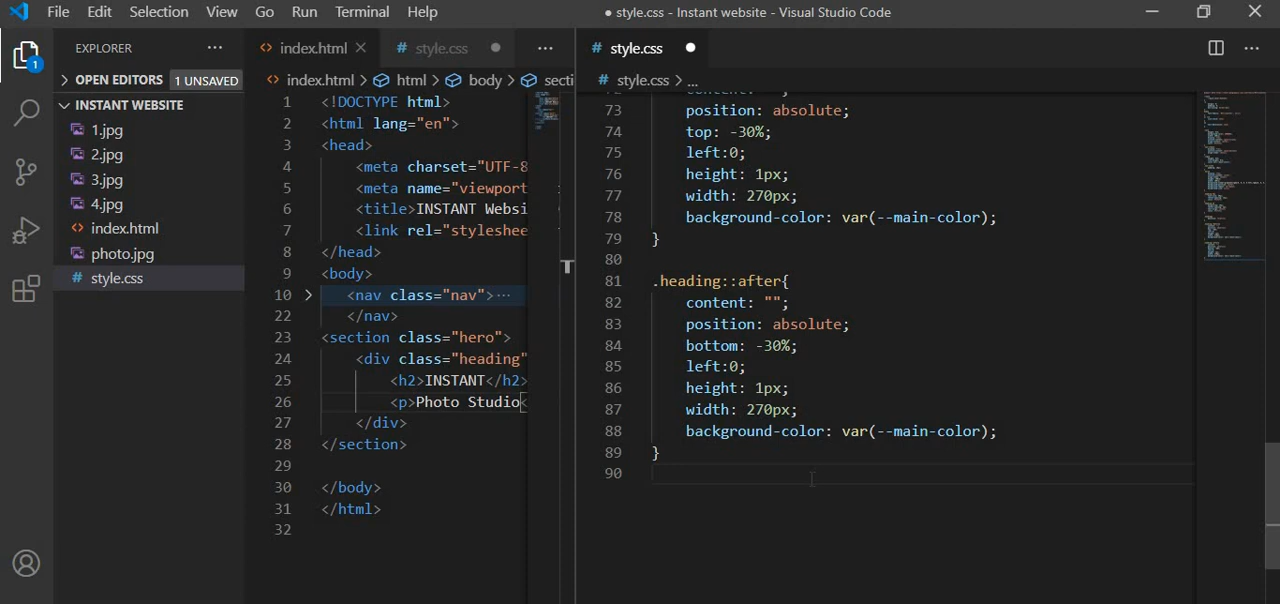 File Edit Selection View Go Run Terminal Help
● style.css - Instant website - Visual Studio Code
EXPLORER ···
OPEN EDITORS 1 UNSAVED
INSTANT WEBSITE
1.jpg
2.jpg
3.jpg
4.jpg
index.html
photo.jpg
# style.css
1
index.html
# style.css
···
index.html > html > body > secti
1 <!DOCTYPE html>
2 <html lang="en">
3 <head>
4 <meta charset="UTF-8
5 <meta name="viewport
6 <title>INSTANT Websi
7 <link rel="stylesheet
8 </head>
9 <body>
10 <nav class="nav">···
22 </nav>
23 <section class="hero">
24 <div class="heading"
25 <h2>INSTANT</h2>
26 <p>Photo Studio<
27 </div>
28 </section>
29
30 </body>
31 </html>
32
# style.css ●
···
# style.css > ...
73 position: absolute;
74 top: -30%;
75 left:0;
76 height: 1px;
77 width: 270px;
78 background-color: var(--main-color);
79 }
80
81 .heading::after{
82 content: "";
83 position: absolute;
84 bottom: -30%;
85 left:0;
86 height: 1px;
87 width: 270px;
88 background-color: var(--main-color);
89 }
90